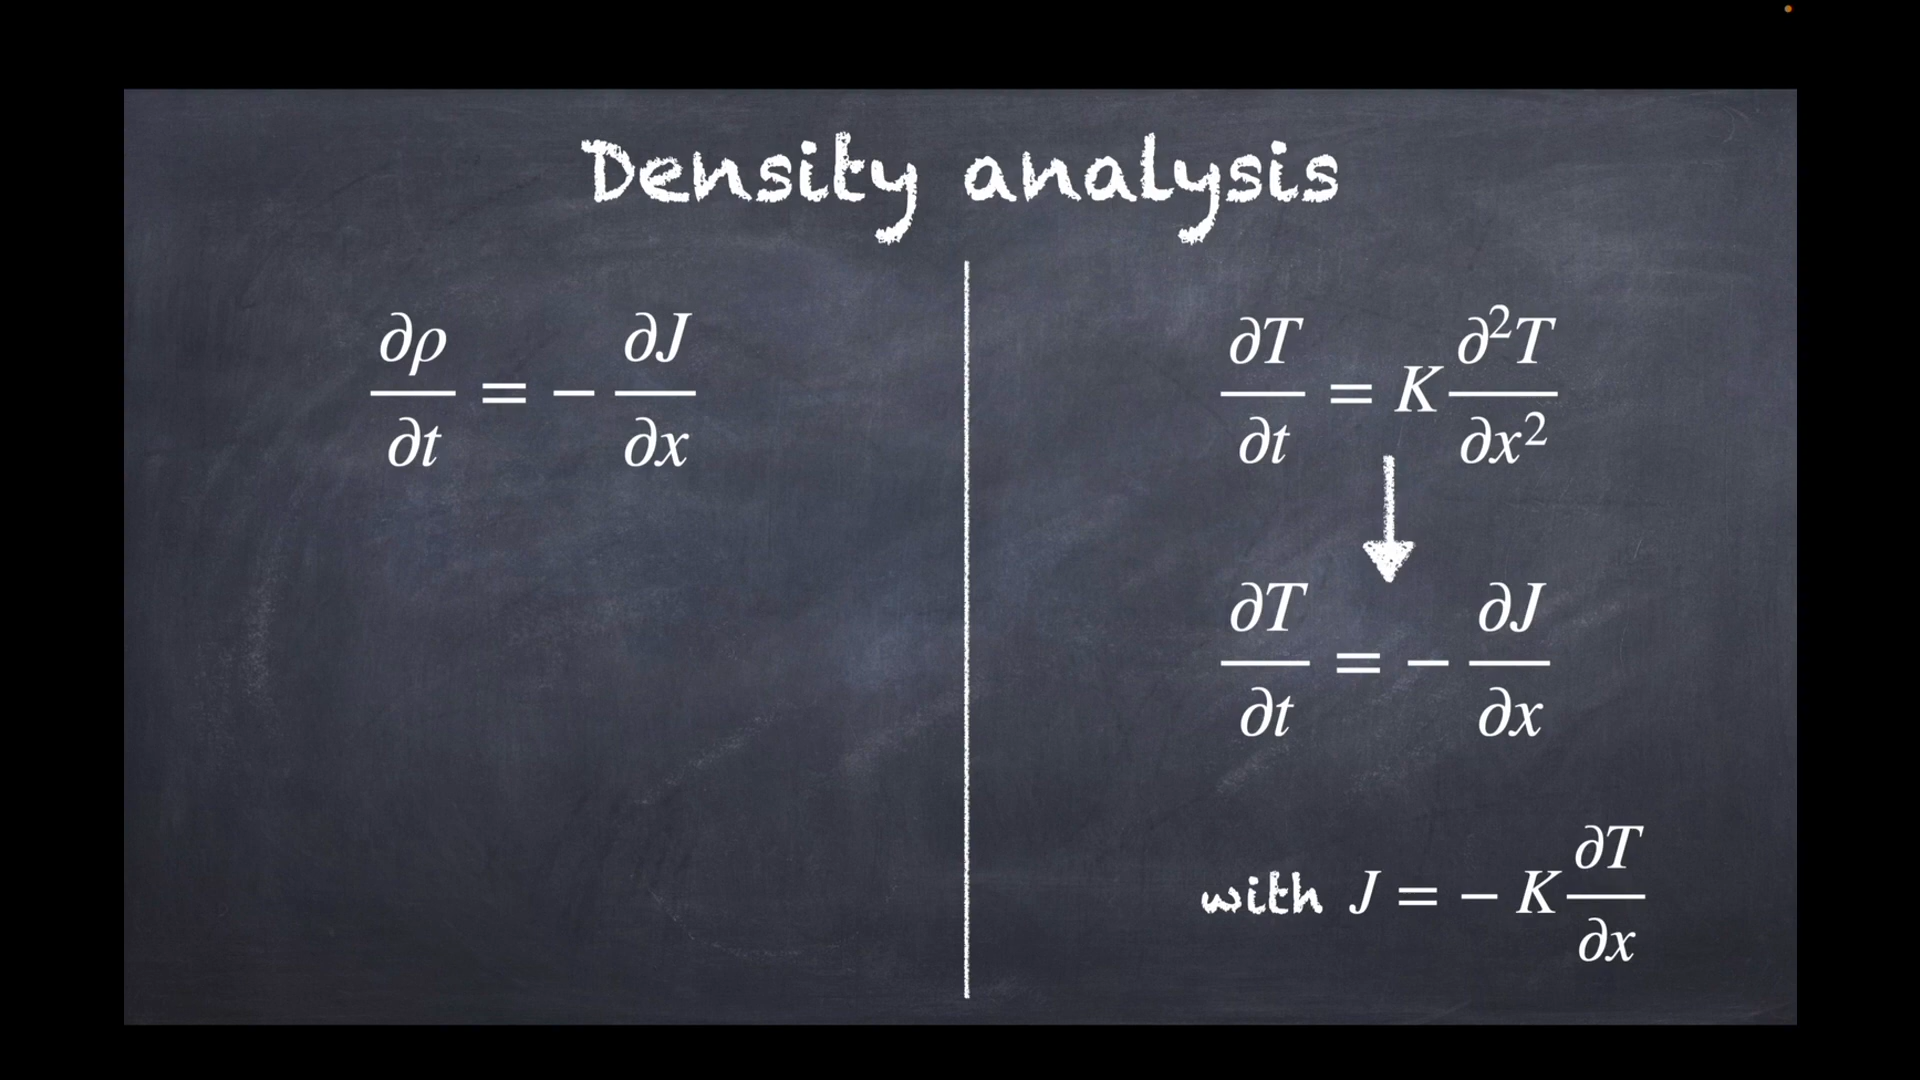 Density analysis
∂ρ/∂t = − ∂J/∂x
∂T/∂t = K ∂²T/∂x²
∂T/∂t = − ∂J/∂x
with J = − K ∂T/∂x